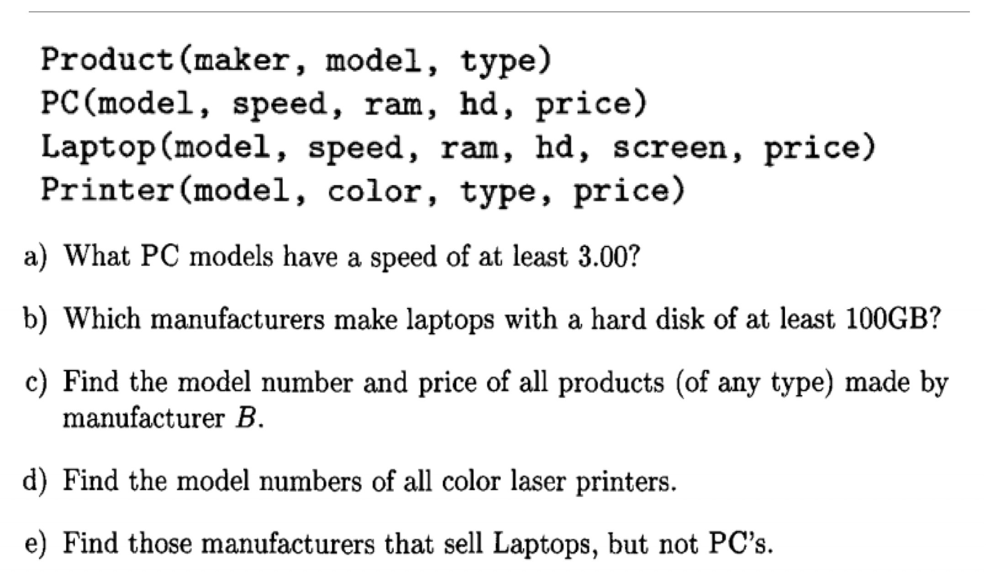 Product(maker, model, type)
PC(model, speed, ram, hd, price)
Laptop(model, speed, ram, hd, screen, price)
Printer(model, color, type, price)
a) What PC models have a speed of at least 3.00?
b) Which manufacturers make laptops with a hard disk of at least 100GB?
c) Find the model number and price of all products (of any type) made by
manufacturer B.
d) Find the model numbers of all color laser printers.
e) Find those manufacturers that sell Laptops, but not PC's.